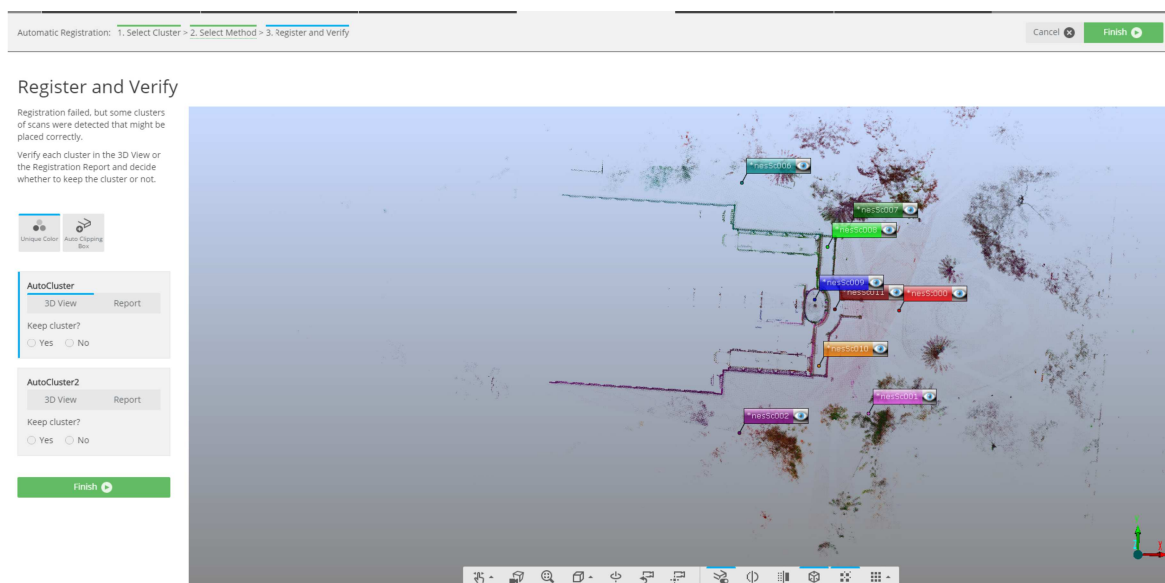 Automatic Registration: 1. Select Cluster > 2. Select Method > 3. Register and Verify
Cancel
Finish
Register and Verify
Registration failed, but some clusters
of scans were detected that might be
placed correctly.
Verify each cluster in the 3D View or
the Registration Report and decide
whether to keep the cluster or not.
Unique Color
Auto Clipping
Box
AutoCluster
3D View Report
Keep cluster?
Yes No
AutoCluster2
3D View Report
Keep cluster?
Yes No
Finish
*nesSc006
*nesSc007
*nesSc008
*nesSc009
*nesSc011
*nesSc000
*nesSc010
*nesSc001
*nesSc002